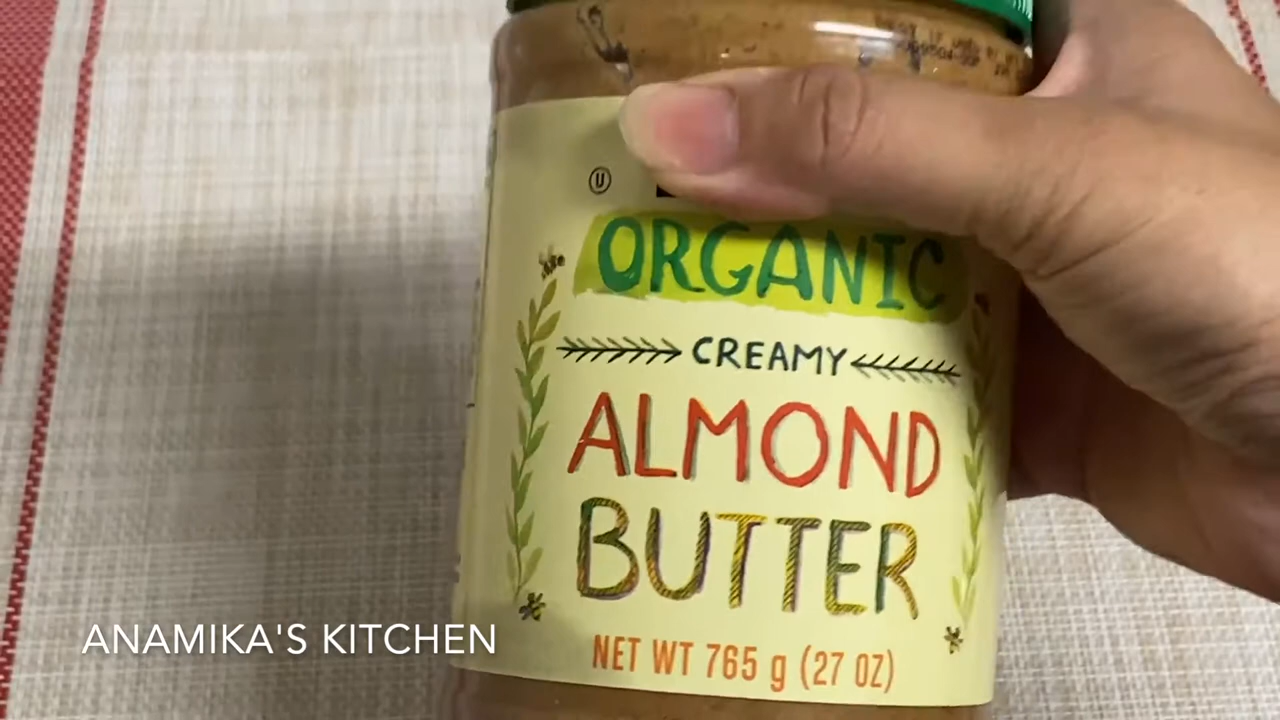 U
ORGANIC
CREAMY
ALMOND
BUTTER
NET WT 765 g (27 OZ)
ANAMIKA'S KITCHEN